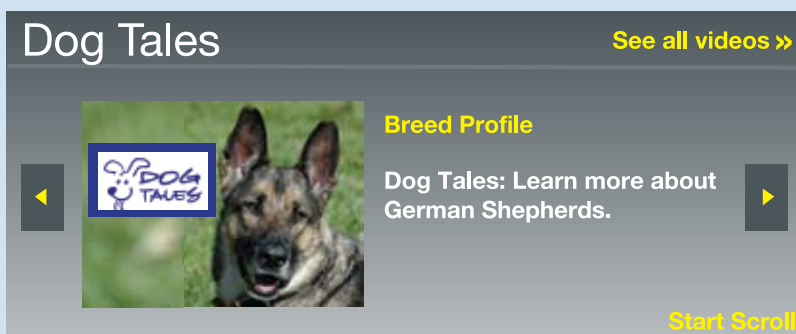 Dog Tales
See all videos »
DOG
TALES
Breed Profile
Dog Tales: Learn more about
German Shepherds.
Start Scroll